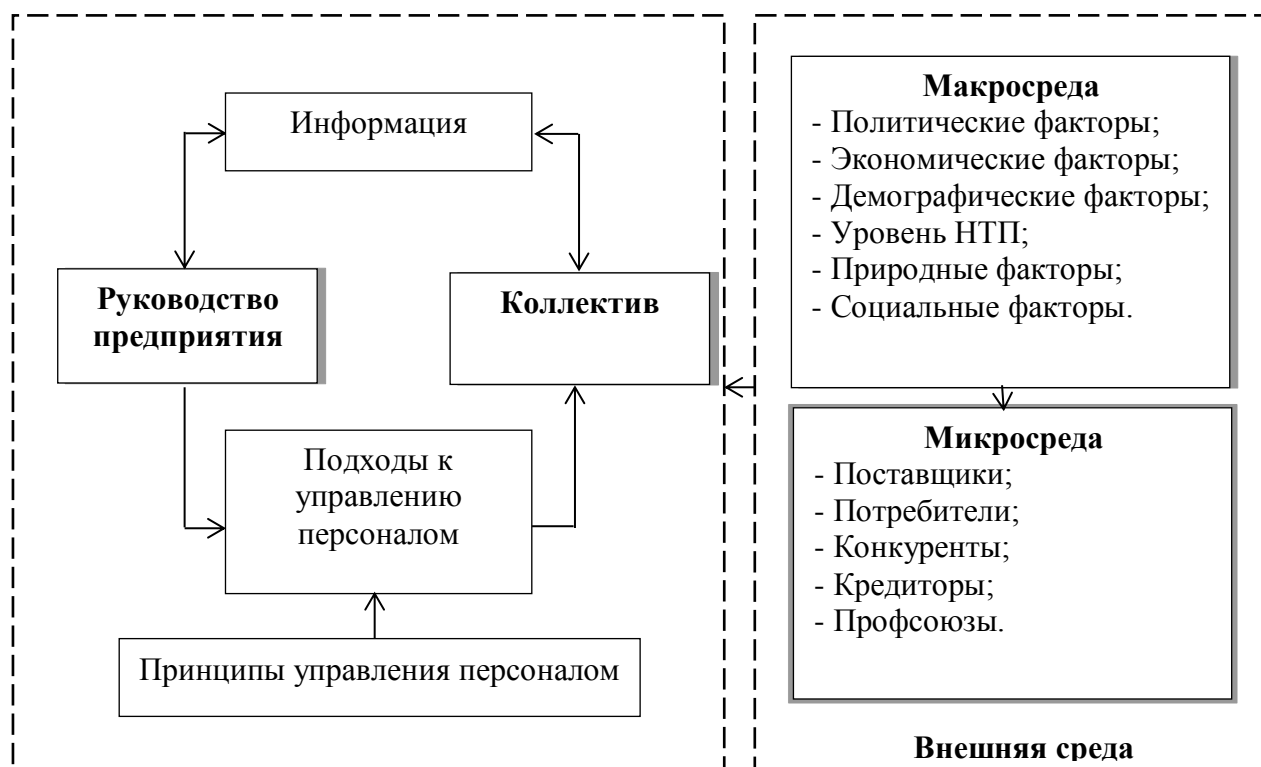 Информация
Руководство
предприятия
Коллектив
Подходы к
управлению
персоналом
Принципы управления персоналом
Макросреда
- Политические факторы;
- Экономические факторы;
- Демографические факторы;
- Уровень НТП;
- Природные факторы;
- Социальные факторы.
Микросреда
- Поставщики;
- Потребители;
- Конкуренты;
- Кредиторы;
- Профсоюзы.
Внешняя среда